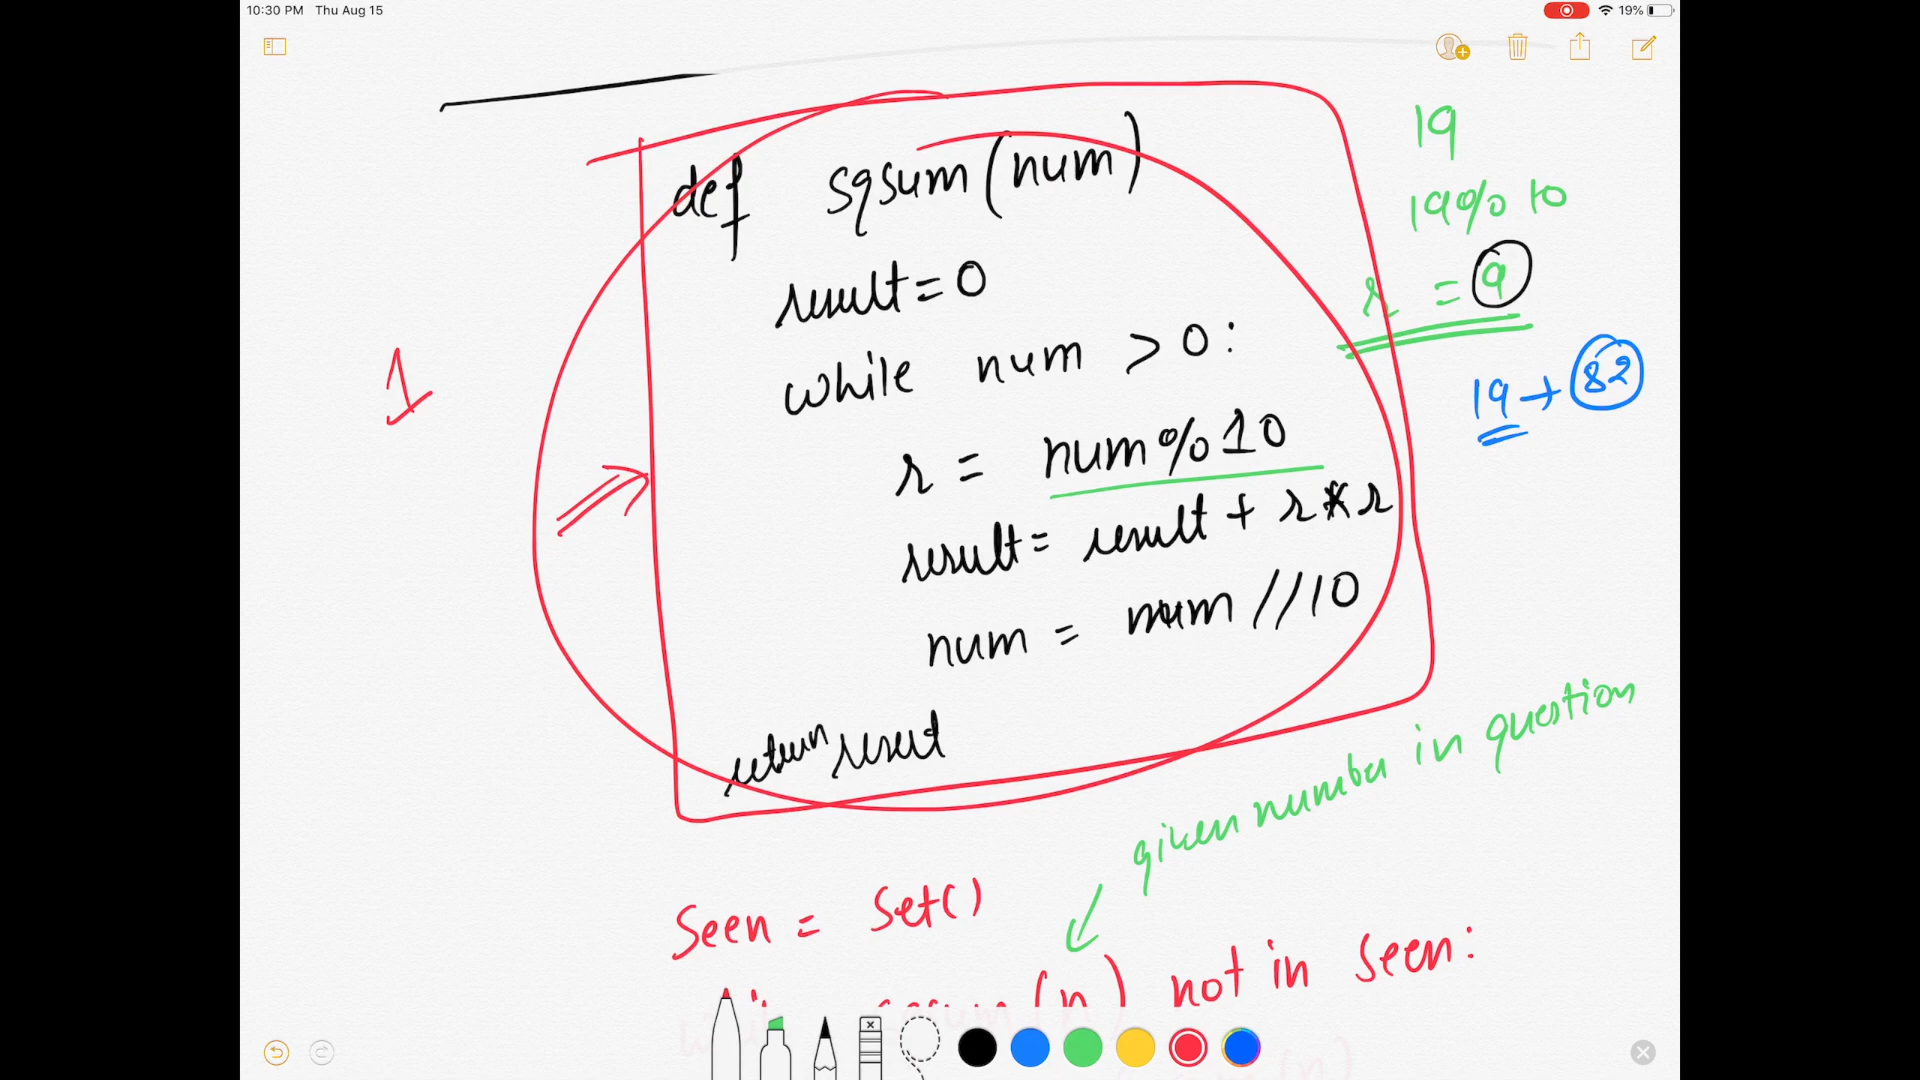 10:30 PM Thu Aug 15
19%
def sqsum(num)
result=0
while num > 0:
r = num%10
result= result + r*r
num = num //10
return result
1
19
19% 10
r = 9
19 → 82
given number in question
Seen = Set()
sqsum(n) not in Seen:
(n)